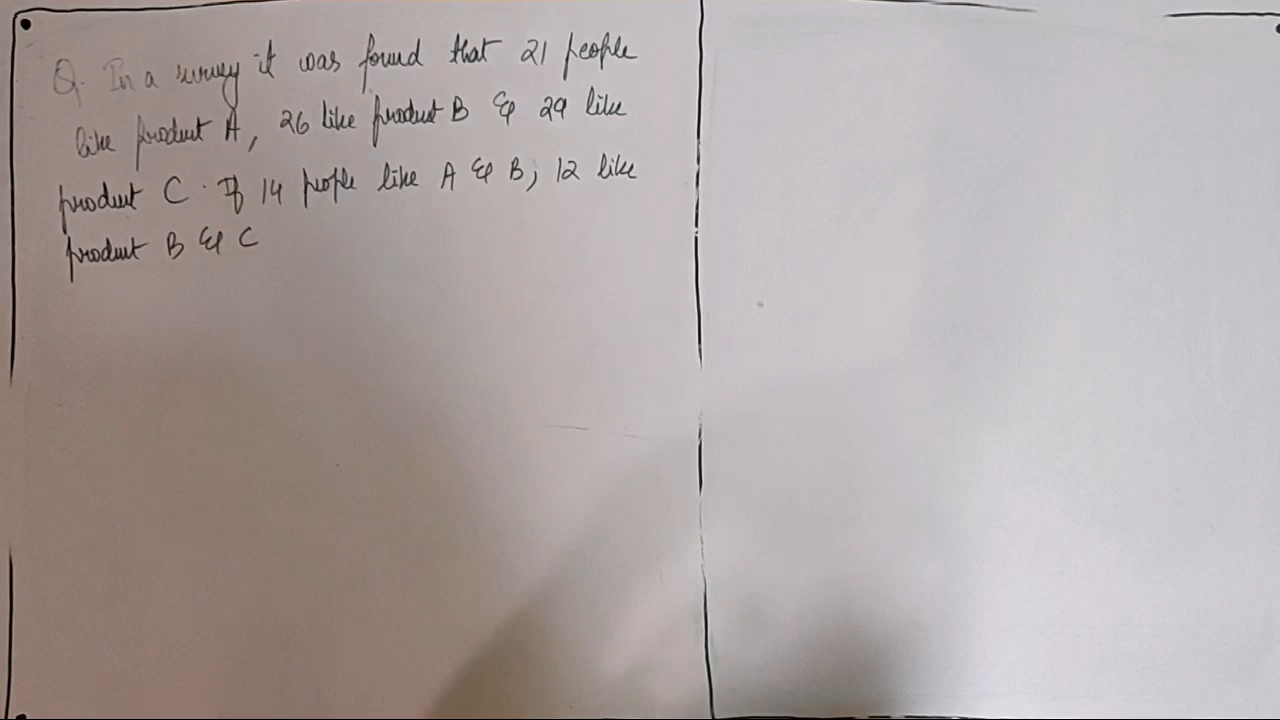 Q. In a survey it was found that 21 people
like product A, 26 like product B & 29 like
product C. If 14 people like A & B; 12 like
product B & C